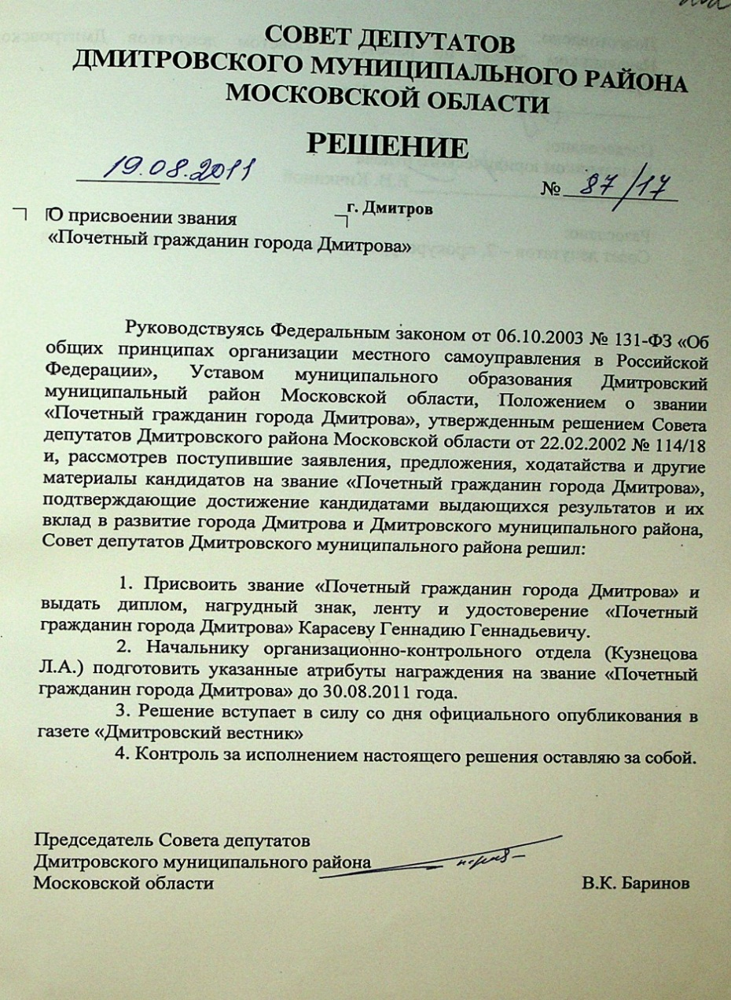 СОВЕТ ДЕПУТАТОВ
ДМИТРОВСКОГО МУНИЦИПАЛЬНОГО РАЙОНА
МОСКОВСКОЙ ОБЛАСТИ
РЕШЕНИЕ
19.08.2011
№ 87/17
г. Дмитров
О присвоении звания
«Почетный гражданин города Дмитрова»
Руководствуясь Федеральным законом от 06.10.2003 № 131-ФЗ «Об
общих принципах организации местного самоуправления в Российской
Федерации», Уставом муниципального образования Дмитровский
муниципальный район Московской области, Положением о звании
«Почетный гражданин города Дмитрова», утвержденным решением Совета
депутатов Дмитровского района Московской области от 22.02.2002 № 114/18
и, рассмотрев поступившие заявления, предложения, ходатайства и другие
материалы кандидатов на звание «Почетный гражданин города Дмитрова»,
подтверждающие достижение кандидатами выдающихся результатов и их
вклад в развитие города Дмитрова и Дмитровского муниципального района,
Совет депутатов Дмитровского муниципального района решил:
1. Присвоить звание «Почетный гражданин города Дмитрова» и
выдать диплом, нагрудный знак, ленту и удостоверение «Почетный
гражданин города Дмитрова» Карасеву Геннадию Геннадьевичу.
2. Начальнику организационно-контрольного отдела (Кузнецова
Л.А.) подготовить указанные атрибуты награждения на звание «Почетный
гражданин города Дмитрова» до 30.08.2011 года.
3. Решение вступает в силу со дня официального опубликования в
газете «Дмитровский вестник»
4. Контроль за исполнением настоящего решения оставляю за собой.
Председатель Совета депутатов
Дмитровского муниципального района
Московской области
В.К. Баринов